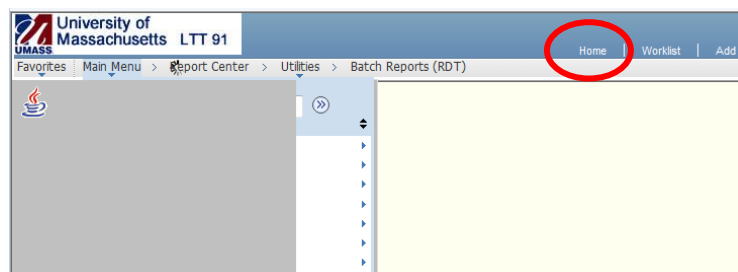 University of
Massachusetts LTT 91
UMASS
Home | Worklist | Add
Favorites Main Menu > Report Center > Utilities > Batch Reports (RDT)